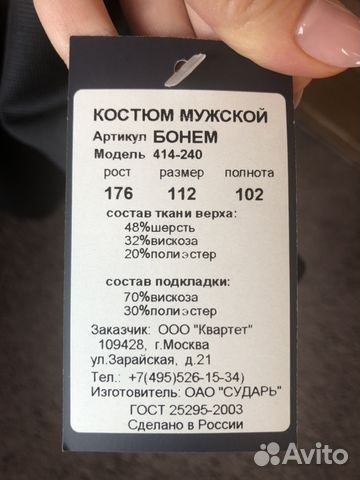 КОСТЮМ МУЖСКОЙ
Артикул БОНЕМ
Модель 414-240
рост размер полнота
176 112 102
состав ткани верха:
48%шерсть
32%вискоза
20%полиэстер
состав подкладки:
70%вискоза
30%полиэстер
Заказчик: ООО "Квартет"
109428, г.Москва
ул.Зарайская, д.21
Тел.: +7(495)526-15-34)
Изготовитель: ОАО "СУДАРЬ"
ГОСТ 25295-2003
Сделано в России
Avito